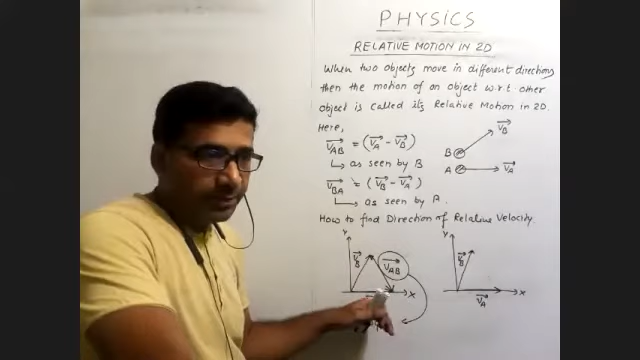 PHYSICS
RELATIVE MOTION IN 2D
When two objects move in different directions
then the motion of an object w.r.t. other
object is called its Relative Motion in 2D.
Here,
V⃗AB = (V⃗A - V⃗B)
↳ as seen by B
V⃗BA = (V⃗B - V⃗A)
↳ as seen by A.
B V⃗B
A V⃗A
How to find Direction of Relative Velocity.
Y V⃗B V⃗AB X
Y V⃗B V⃗A X